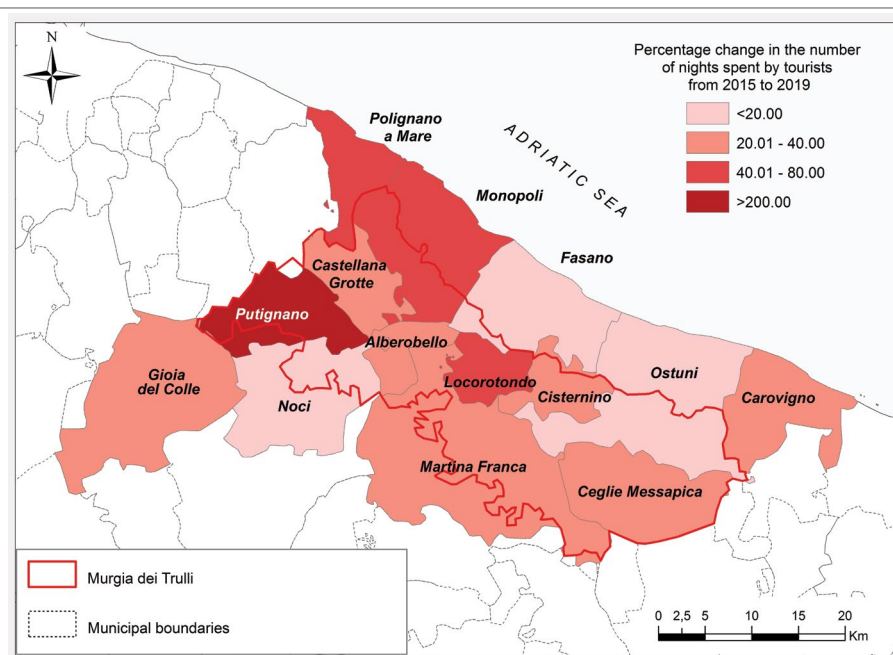 N
Percentage change in the number
of nights spent by tourists
from 2015 to 2019
<20.00
20.01 - 40.00
40.01 - 80.00
>200.00
Polignano
a Mare
ADRIATIC SEA
Monopoli
Fasano
Castellana
Grotte
Putignano
Alberobello
Gioia
del Colle
Locorotondo
Ostuni
Noci
Cisternino
Carovigno
Martina Franca
Ceglie Messapica
Murgia dei Trulli
Municipal boundaries
0 2,5 5 10 15 20
Km